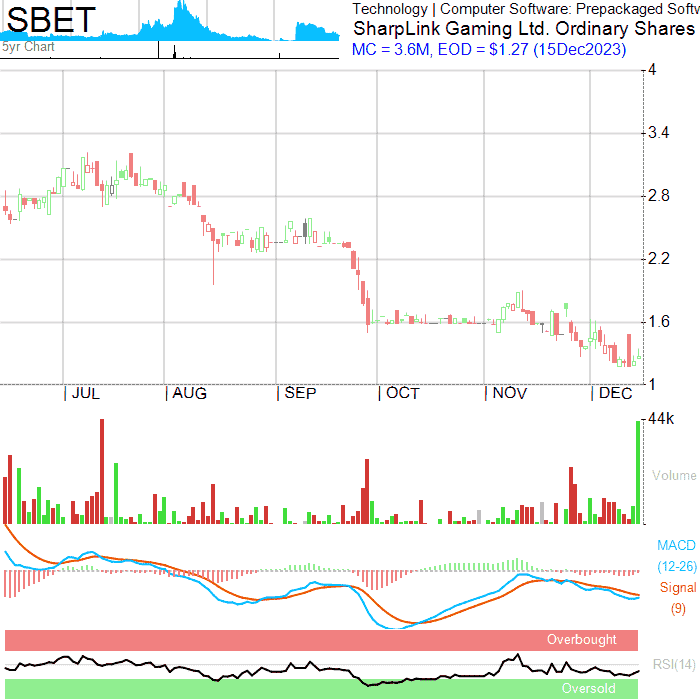 SBET
5yr Chart
Technology | Computer Software: Prepackaged Softw
SharpLink Gaming Ltd. Ordinary Shares
MC = 3.6M, EOD = $1.27 (15Dec2023)
4
3.4
2.8
2.2
1.6
1
| JUL | AUG | SEP | OCT | NOV | DEC
44k
Volume
MACD
(12-26)
Signal
(9)
Overbought
RSI(14)
Oversold